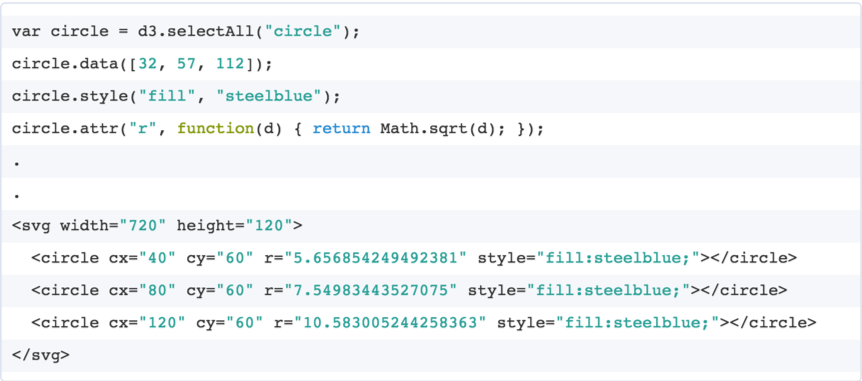 var circle = d3.selectAll("circle");
circle.data([32, 57, 112]);
circle.style("fill", "steelblue");
circle.attr("r", function(d) { return Math.sqrt(d); });
.
.
<svg width="720" height="120">
  <circle cx="40" cy="60" r="5.656854249492381" style="fill:steelblue;"></circle>
  <circle cx="80" cy="60" r="7.54983443527075" style="fill:steelblue;"></circle>
  <circle cx="120" cy="60" r="10.583005244258363" style="fill:steelblue;"></circle>
</svg>